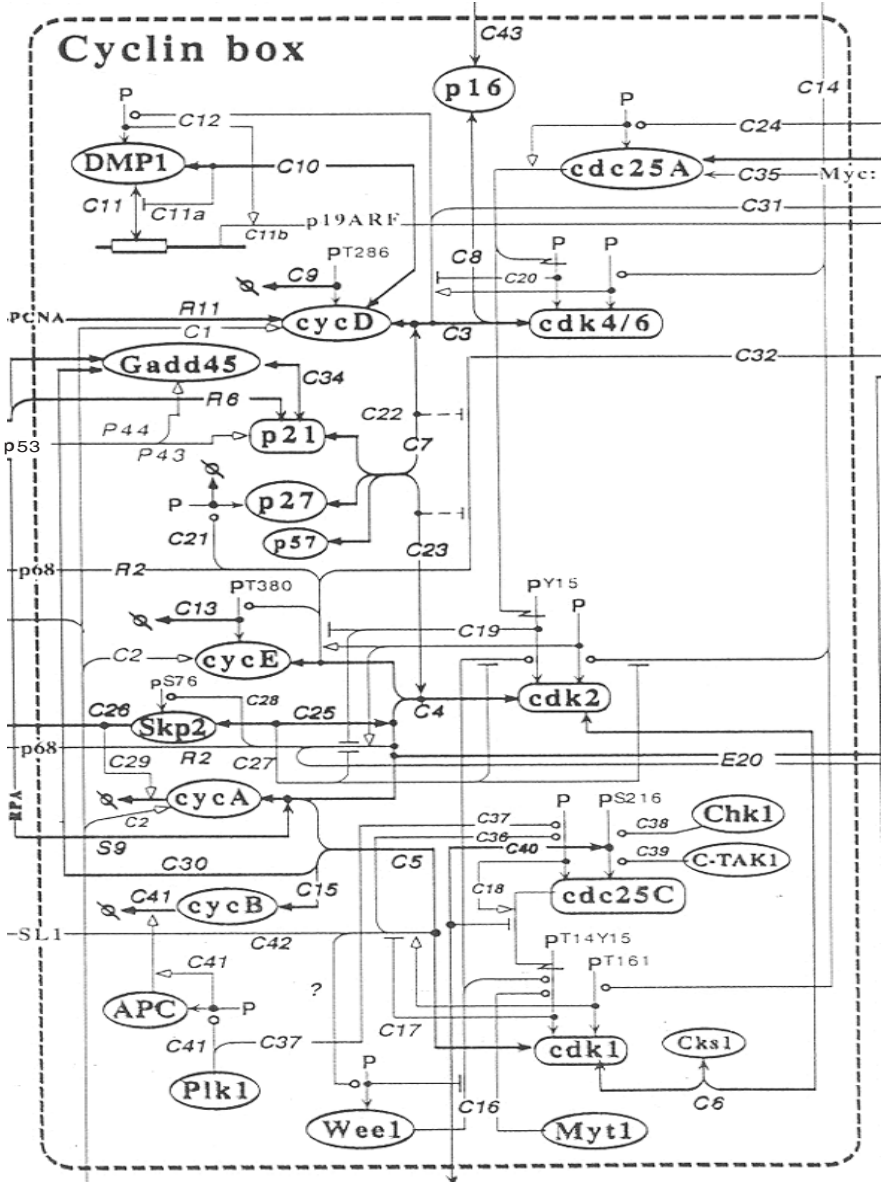 Cyclin box
C43
p16
P
C12
P
C14
C24
DMP1
C10
cdc25A
C35
Myc:
C11
C11a
C11b
p19ARF
C31
PT286
C9
C8
P
P
C20
PCNA
R11
C1
cycD
C3
cdk4/6
Gadd45
C34
C32
R6
C22
P44
p21
p53
P43
C7
P
p27
C21
p57
C23
p68
R2
PT380
PY15
P
C13
C19
C2
cycE
cdk2
pS76
C28
C26
Skp2
C25
C4
p68
R2
C27
E20
C29
RPA
cycA
C2
P
PS216
Chk1
C37
C38
C36
S9
C40
C39
C-TAK1
C30
C5
C15
C18
cdc25C
C41
cycB
SL1
C42
PT14Y15
PT161
C41
?
APC
P
C17
C41
C37
cdk1
Cks1
Plk1
P
C16
C6
Wee1
Myt1